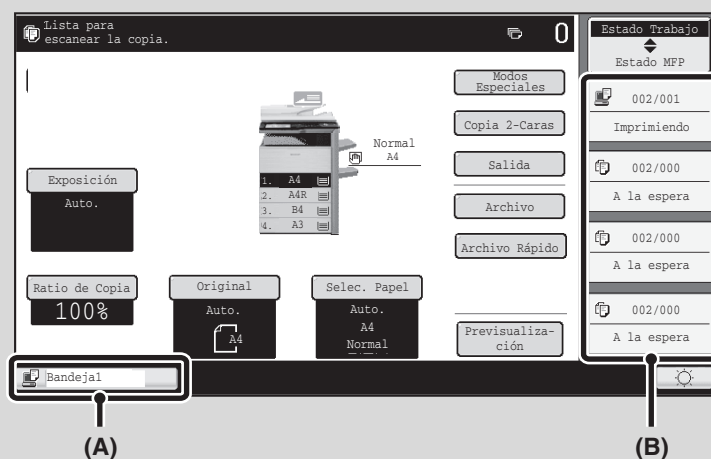 Lista para
escanear la copia.
0
Estado Trabajo
Estado MFP
Modos
Especiales
Copia 2-Caras
Salida
Archivo
Archivo Rápido
Previsualiza-
ción
Normal
A4
1. A4
2. A4R
3. B4
4. A3
Exposición
Auto.
Ratio de Copia
100%
Original
Auto.
A4
Selec. Papel
Auto.
A4
Normal
002/001
Imprimiendo
002/000
A la espera
002/000
A la espera
002/000
A la espera
Bandeja1
(A)
(B)